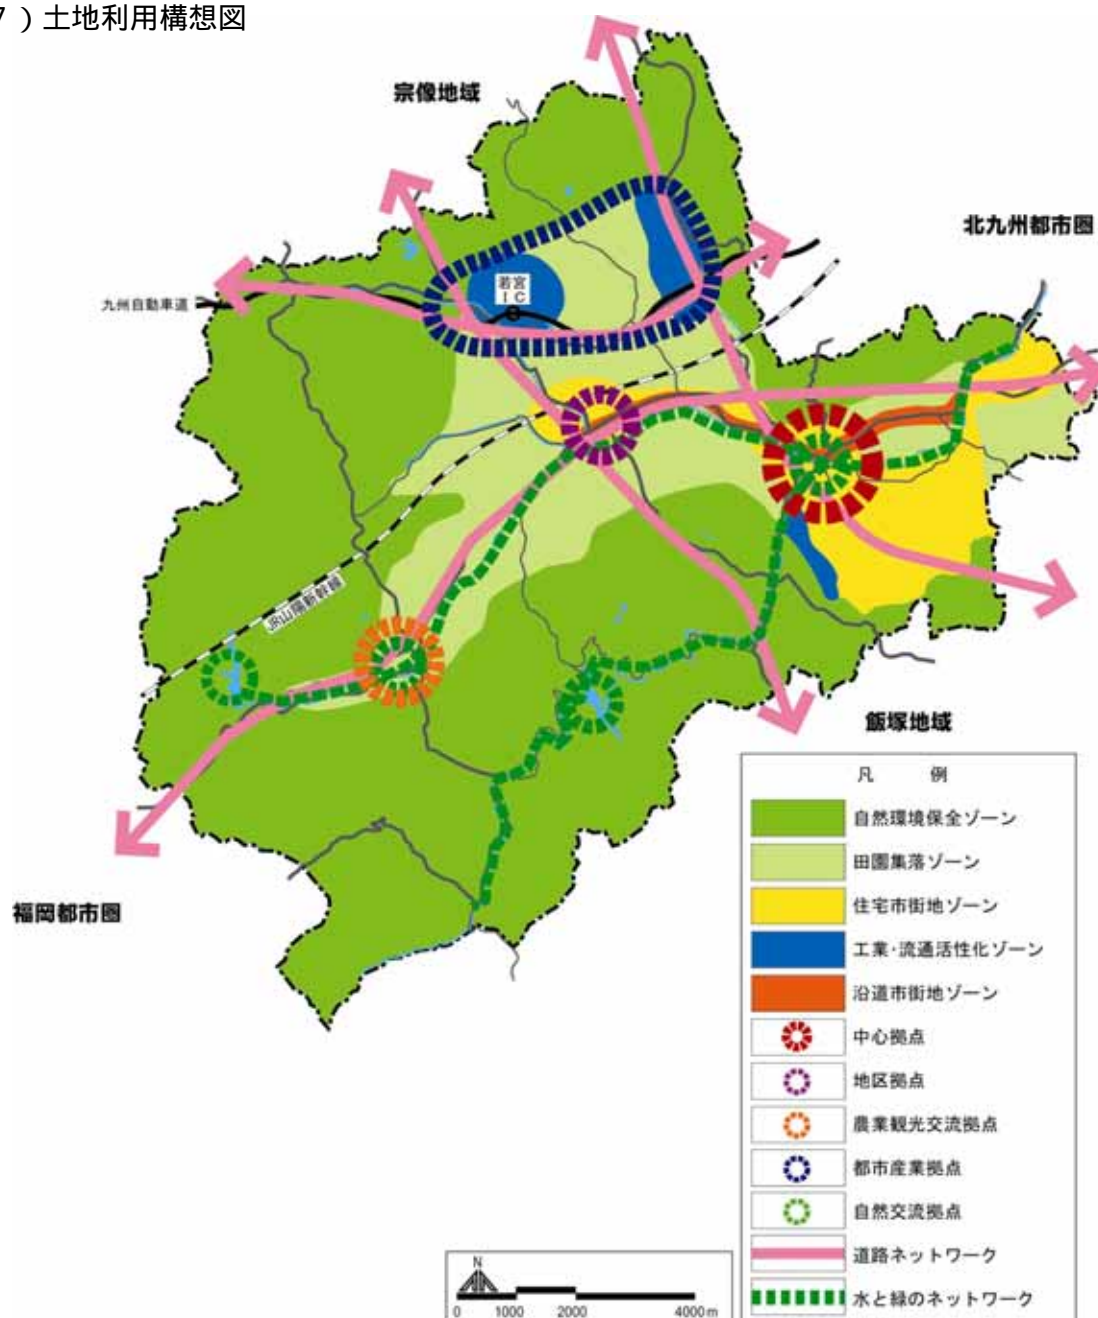 7 ) 土地利用構想図
宗像地域
北九州都市圏
九州自動車道
若宮
IC
JR山陽新幹線
飯塚地域
福岡都市圏
凡 例
自然環境保全ゾーン
田園集落ゾーン
住宅市街地ゾーン
工業・流通活性化ゾーン
沿道市街地ゾーン
中心拠点
地区拠点
農業観光交流拠点
都市産業拠点
自然交流拠点
道路ネットワーク
水と緑のネットワーク
N
0 1000 2000 4000m